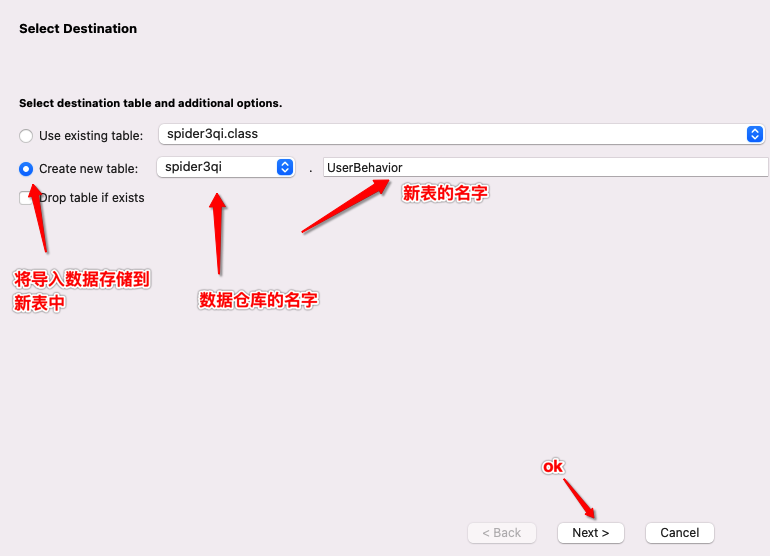 Select Destination
Select destination table and additional options.
Use existing table: spider3qi.class
Create new table: spider3qi . UserBehavior
Drop table if exists
新表的名字
将导入数据存储到
新表中
数据仓库的名字
ok
< Back Next > Cancel